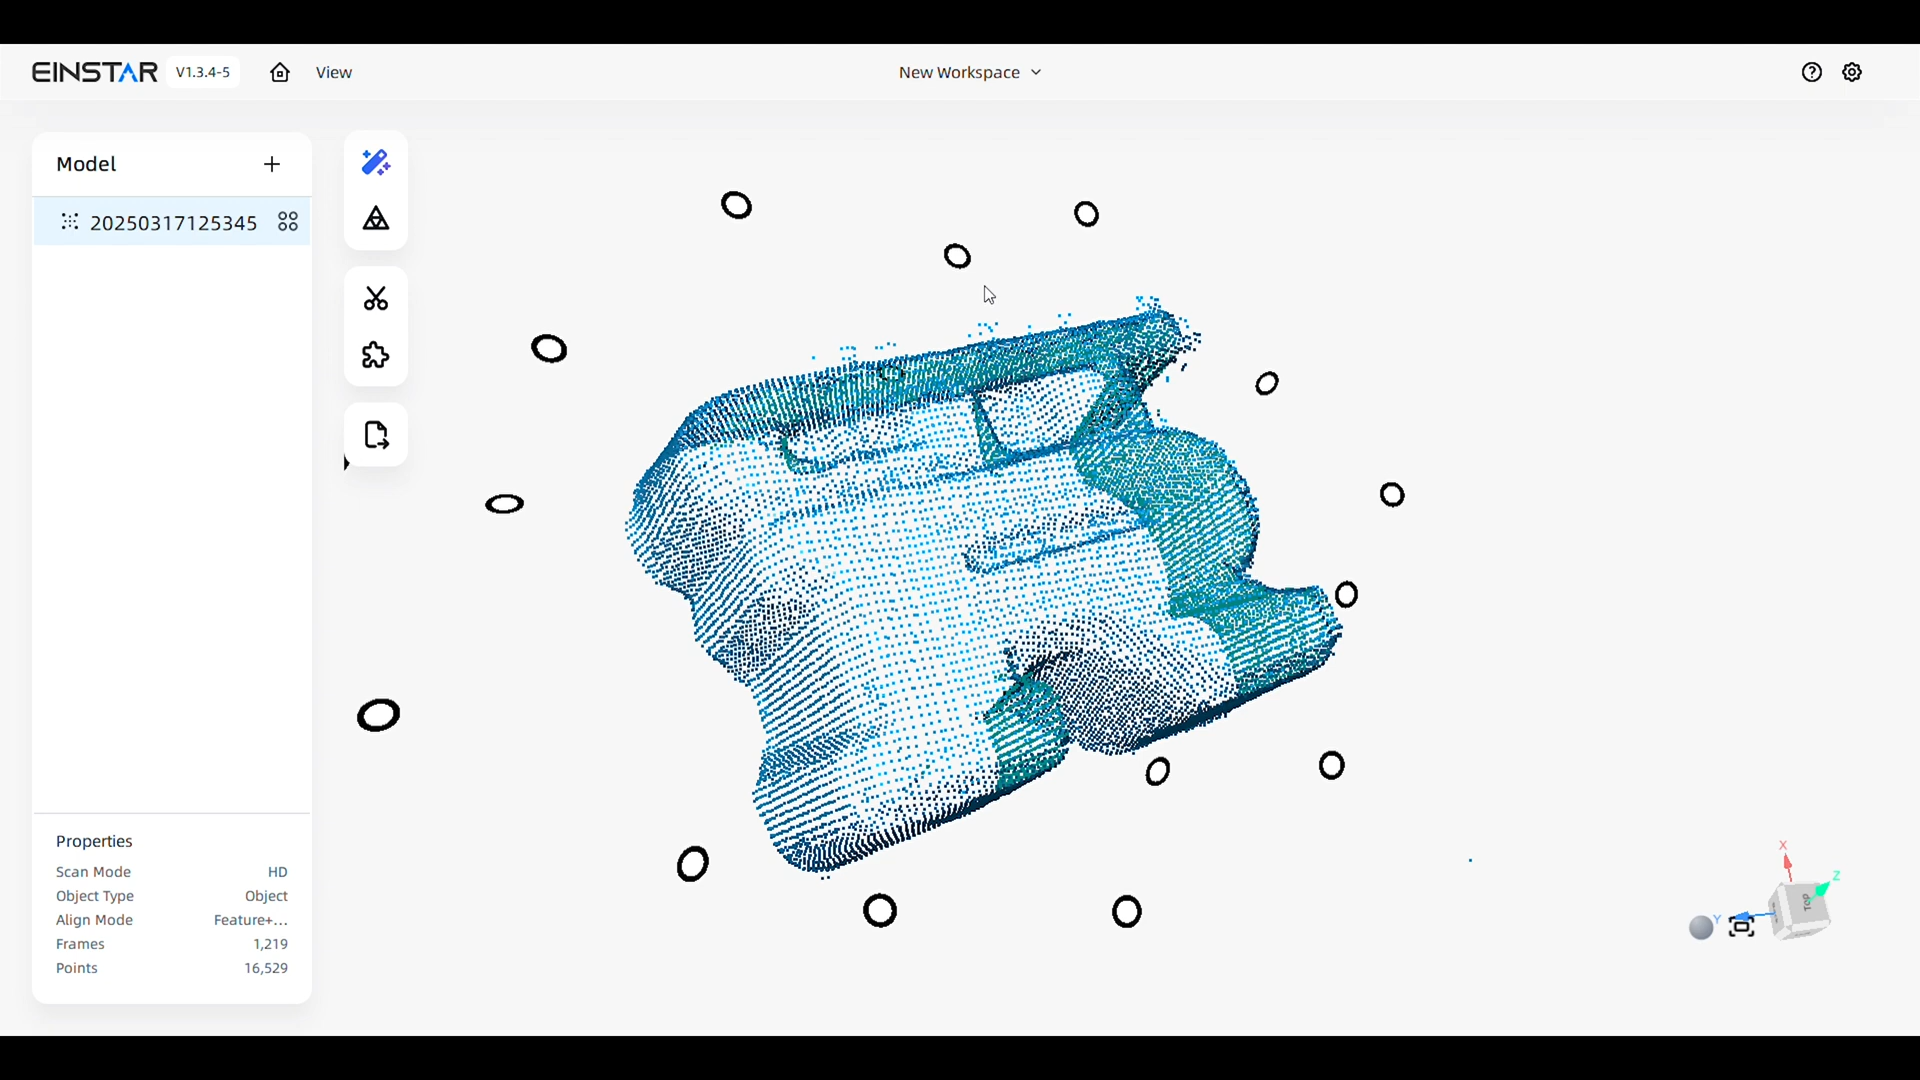 EINSTAR V1.3.4-5 View New Workspace
Model
20250317125345
Properties
Scan Mode HD
Object Type Object
Align Mode Feature+...
Frames 1,219
Points 16,529
X
Z
Y
Top